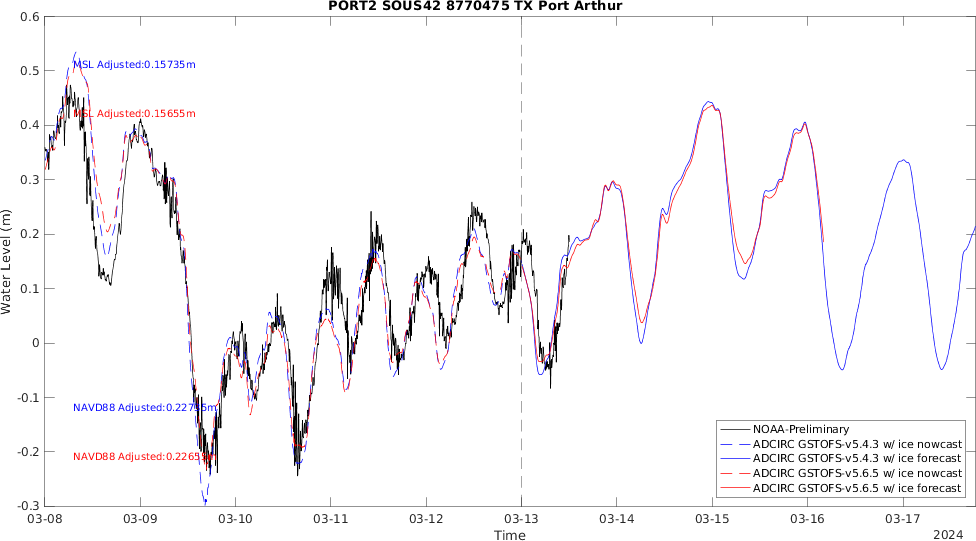 PORT2 SOUS42 8770475 TX Port Arthur
0.6
0.5
0.4
0.3
0.2
0.1
0
-0.1
-0.2
-0.3
Water Level (m)
MSL Adjusted:0.15735m
MSL Adjusted:0.15655m
NAVD88 Adjusted:0.22735m
NAVD88 Adjusted:0.22655m
NOAA-Preliminary
ADCIRC GSTOFS-v5.4.3 w/ ice nowcast
ADCIRC GSTOFS-v5.4.3 w/ ice forecast
ADCIRC GSTOFS-v5.6.5 w/ ice nowcast
ADCIRC GSTOFS-v5.6.5 w/ ice forecast
03-08 03-09 03-10 03-11 03-12 03-13 03-14 03-15 03-16 03-17
Time
2024